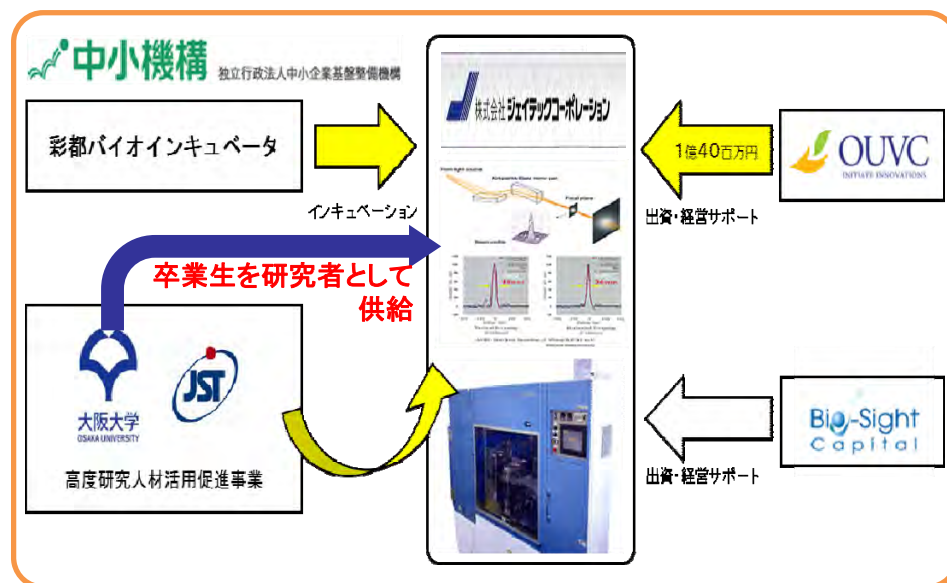 中小機構 独立行政法人中小企業基盤整備機構
彩都バイオインキュベータ
インキュベーション
株式会社ジェイテックコーポレーション
1億40百万円
OUVC
INITIATE INNOVATIONS
出資・経営サポート
卒業生を研究者として
供給
大阪大学
OSAKA UNIVERSITY
JST
高度研究人材活用促進事業
Focal plane
Beam profile
Bio-Sight
Capital
出資・経営サポート